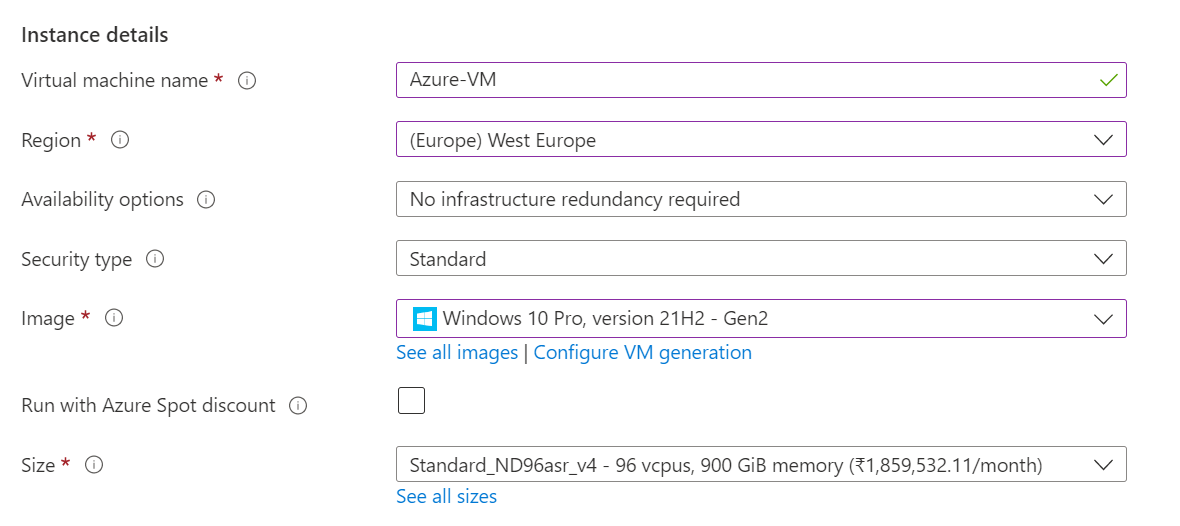 Instance details
Virtual machine name *
Azure-VM
Region *
(Europe) West Europe
Availability options
No infrastructure redundancy required
Security type
Standard
Image *
Windows 10 Pro, version 21H2 - Gen2
See all images | Configure VM generation
Run with Azure Spot discount
Size *
Standard_ND96asr_v4 - 96 vcpus, 900 GiB memory (₹1,859,532.11/month)
See all sizes